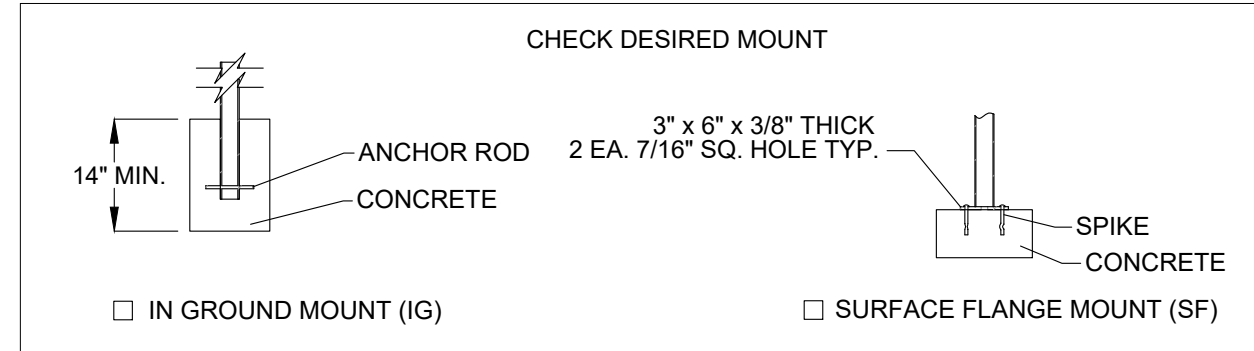 CHECK DESIRED MOUNT
14" MIN.
ANCHOR ROD
CONCRETE
□ IN GROUND MOUNT (IG)
3" x 6" x 3/8" THICK
2 EA. 7/16" SQ. HOLE TYP.
SPIKE
CONCRETE
□ SURFACE FLANGE MOUNT (SF)